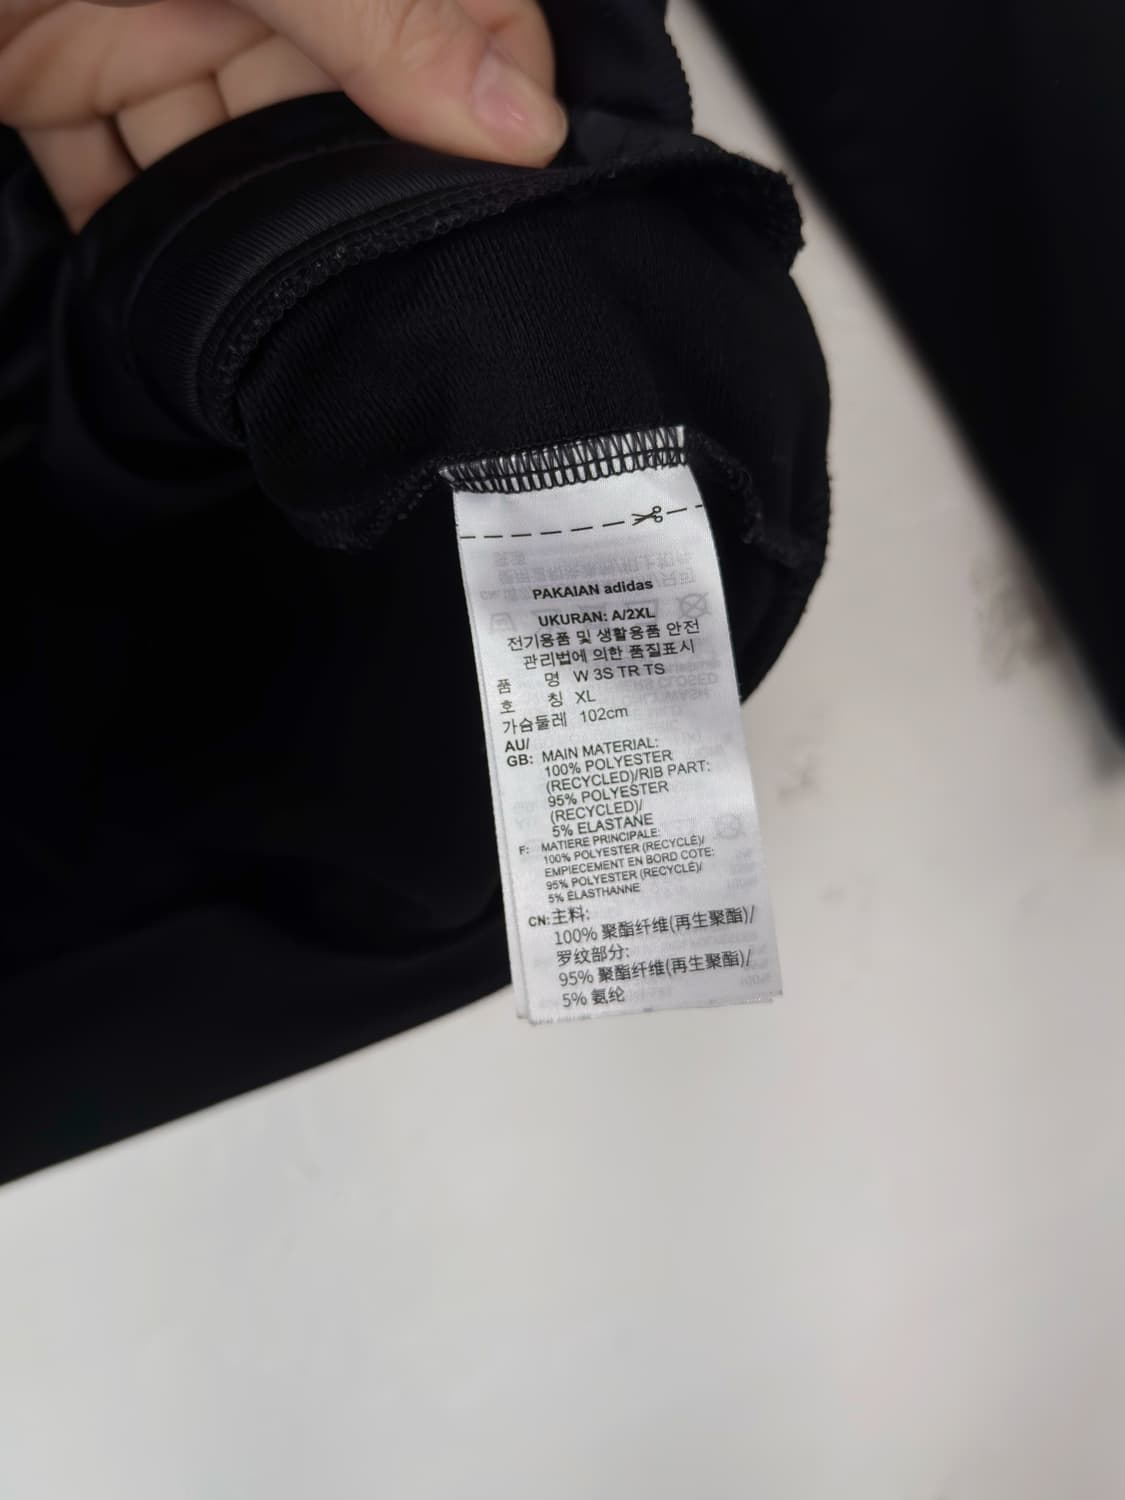 PAKAIAN adidas
UKURAN: A/2XL
전기용품 및 생활용품 안전
관리법에 의한 품질표시
품 명 W 3S TR TS
호 칭 XL
가슴둘레 102cm
AU/
GB: MAIN MATERIAL:
100% POLYESTER
(RECYCLED)/RIB PART:
95% POLYESTER
(RECYCLED)/
5% ELASTANE
F: MATIERE PRINCIPALE:
100% POLYESTER (RECYCLÉ)/
EMPIECEMENT EN BORD COTE:
95% POLYESTER (RECYCLÉ)/
5% ÉLASTHANNE
CN: 主料:
100% 聚酯纤维(再生聚酯)/
罗纹部分:
95% 聚酯纤维(再生聚酯)/
5% 氨纶